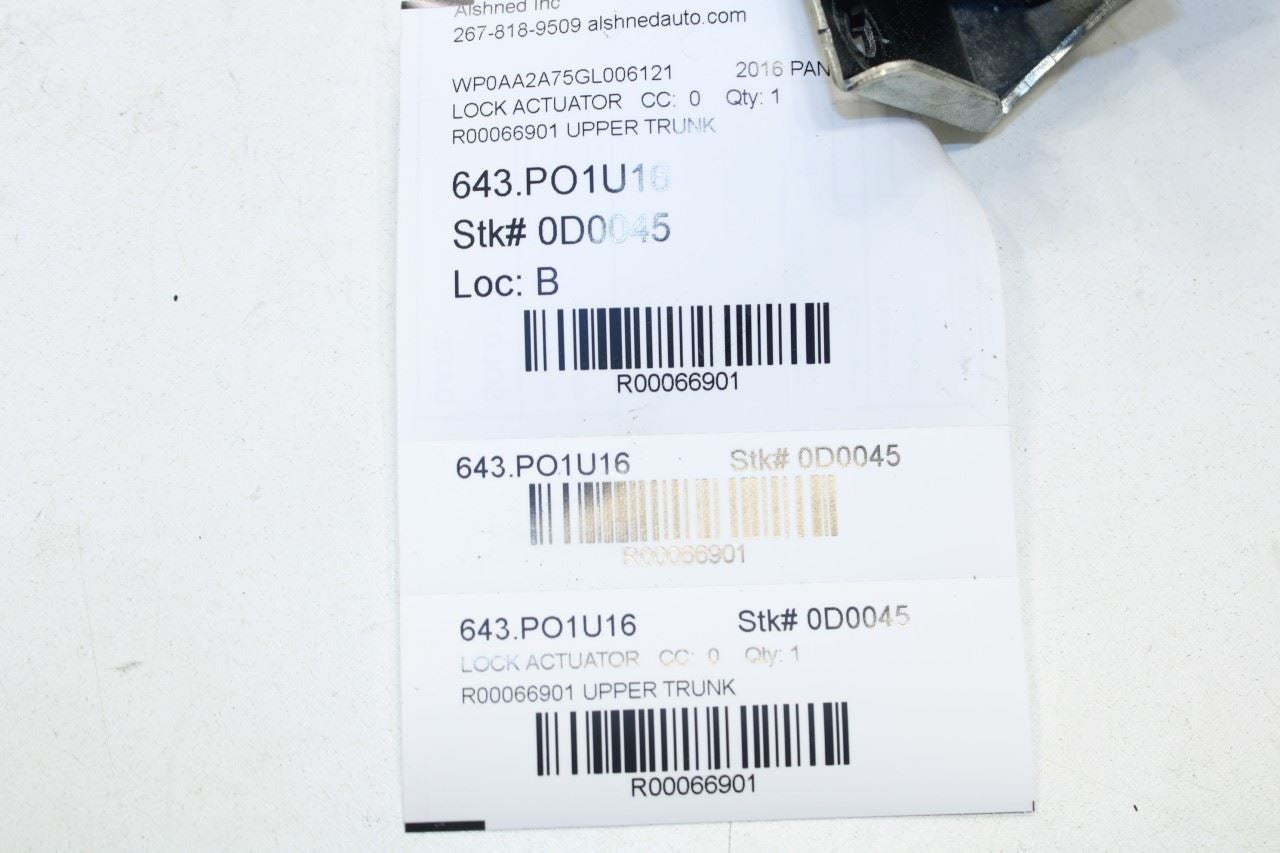 Alshned Inc
267-818-9509 alshnedauto.com
WP0AA2A75GL006121 2016 PAN
LOCK ACTUATOR CC: 0 Qty: 1
R00066901 UPPER TRUNK
643.PO1U16
Stk# 0D0045
Loc: B
R00066901
643.PO1U16 Stk# 0D0045
R00066901
643.PO1U16 Stk# 0D0045
LOCK ACTUATOR CC: 0 Qty: 1
R00066901 UPPER TRUNK
R00066901